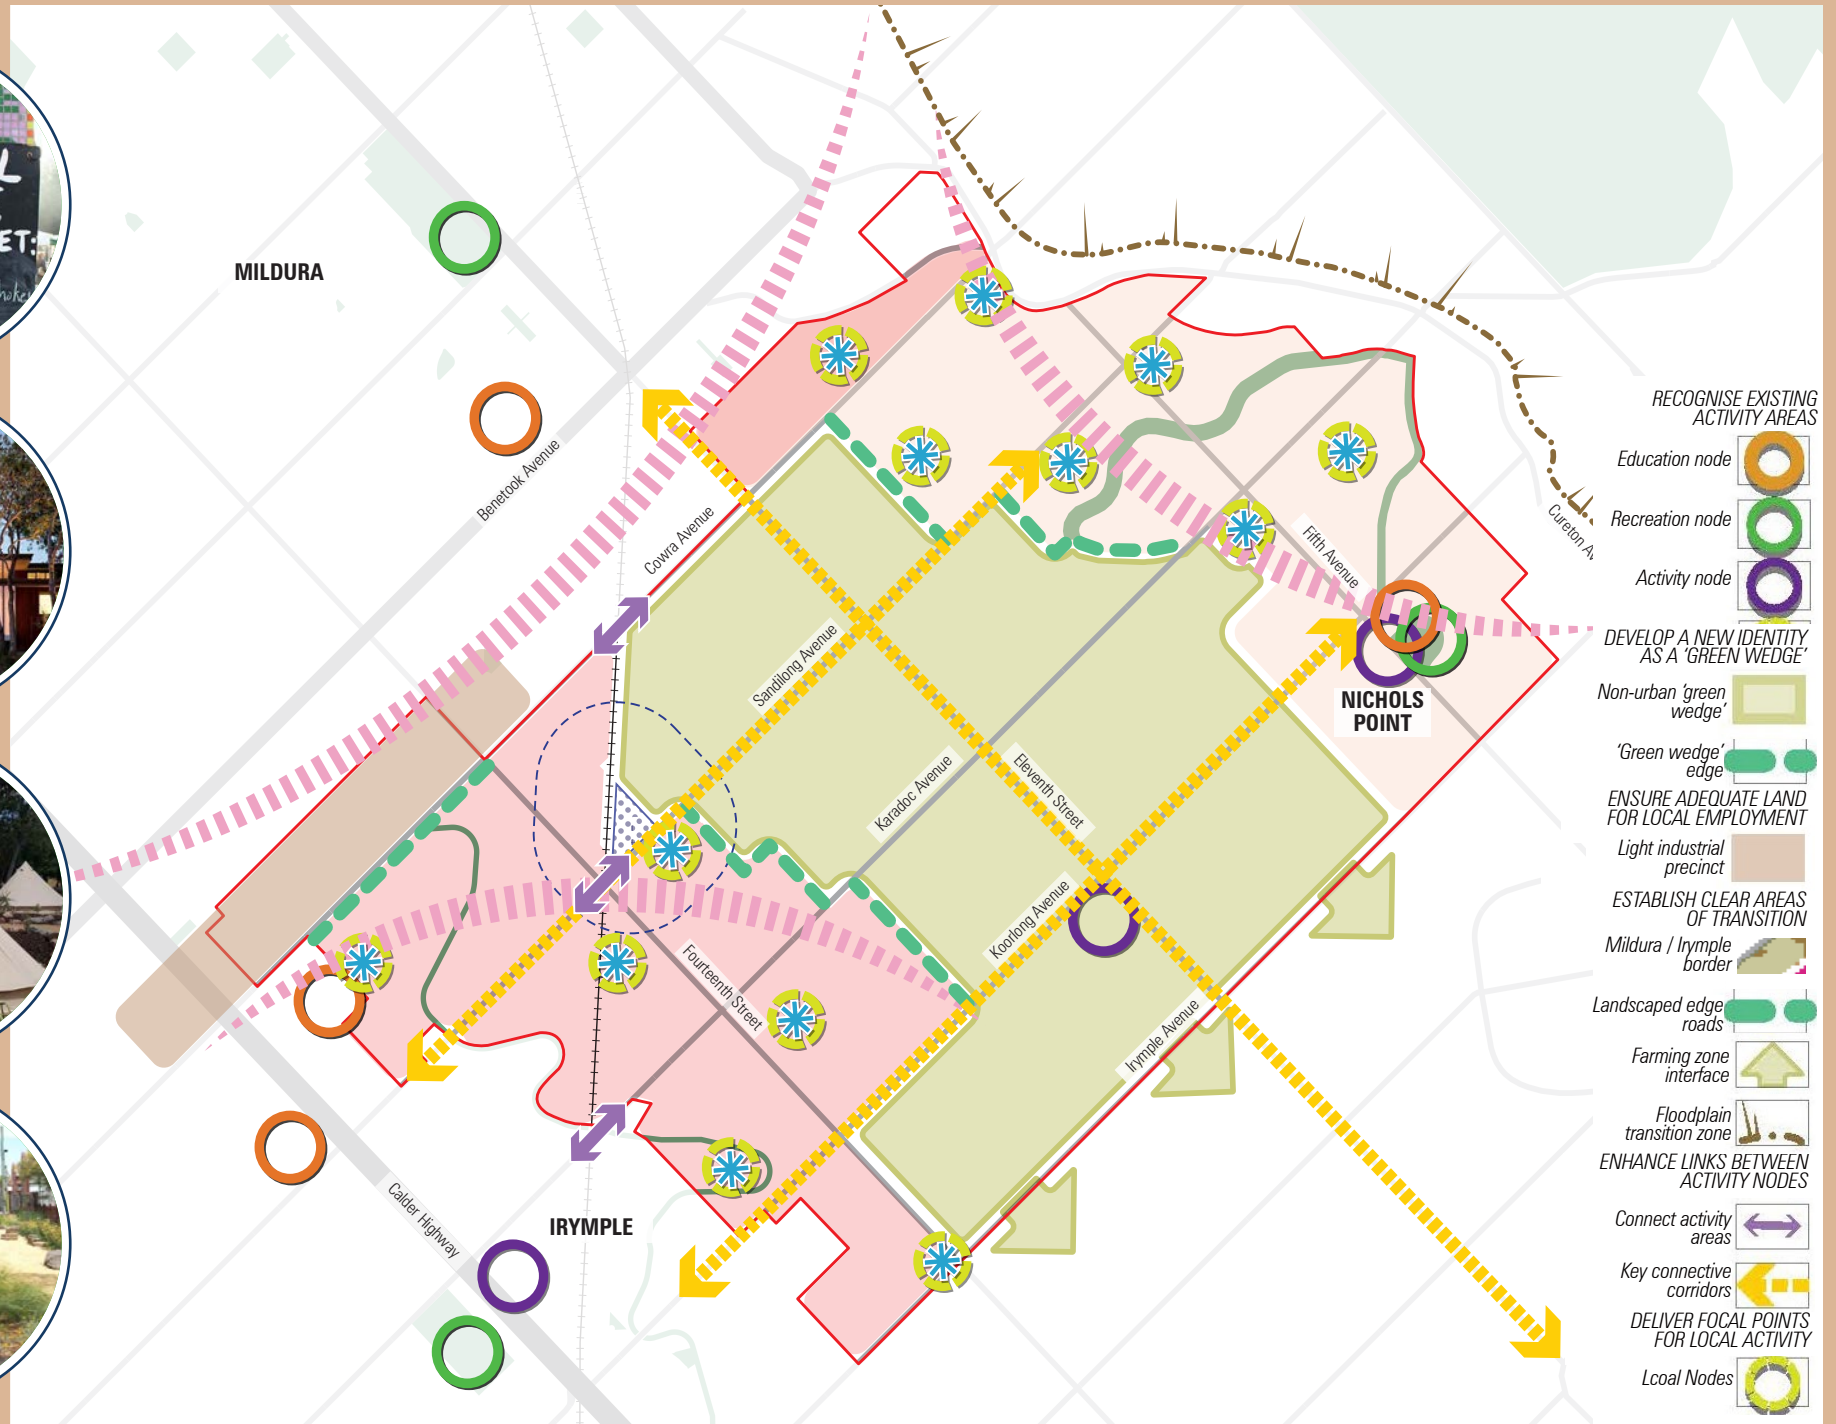 L
ET:
MILDURA
Benetook Avenue
Cowra Avenue
Sandilong Avenue
Karadoc Avenue
Eleventh Street
Koorlong Avenue
Fourteenth Street
Irymple Avenue
Calder Highway
IRYMPLE
Fifth Avenue
NICHOLS
POINT
Cureton
RECOGNISE EXISTING
ACTIVITY AREAS
Education node
Recreation node
Activity node
DEVELOP A NEW IDENTITY
AS A ‘GREEN WEDGE’
Non-urban ‘green
wedge’
‘Green wedge’
edge
ENSURE ADEQUATE LAND
FOR LOCAL EMPLOYMENT
Light industrial
precinct
ESTABLISH CLEAR AREAS
OF TRANSITION
Mildura / Irymple
border
Landscaped edge
roads
Farming zone
interface
Floodplain
transition zone
ENHANCE LINKS BETWEEN
ACTIVITY NODES
Connect activity
areas
Key connective
corridors
DELIVER FOCAL POINTS
FOR LOCAL ACTIVITY
Lcoal Nodes